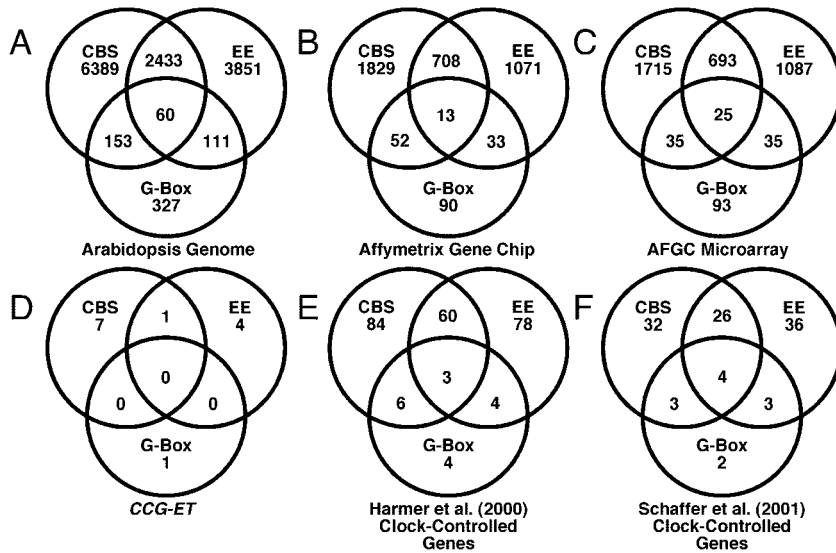 A
CBS
6389
2433
EE
3851
60
153
111
G-Box
327
Arabidopsis Genome
B
CBS
1829
708
EE
1071
13
52
33
G-Box
90
Affymetrix Gene Chip
C
CBS
1715
693
EE
1087
25
35
35
G-Box
93
AFGC Microarray
D
CBS
7
1
EE
4
0
0
0
G-Box
1
CCG-ET
E
CBS
84
60
EE
78
3
6
4
G-Box
4
Harmer et al. (2000)
Clock-Controlled
Genes
F
CBS
32
26
EE
36
4
3
3
G-Box
2
Schaffer et al. (2001)
Clock-Controlled
Genes